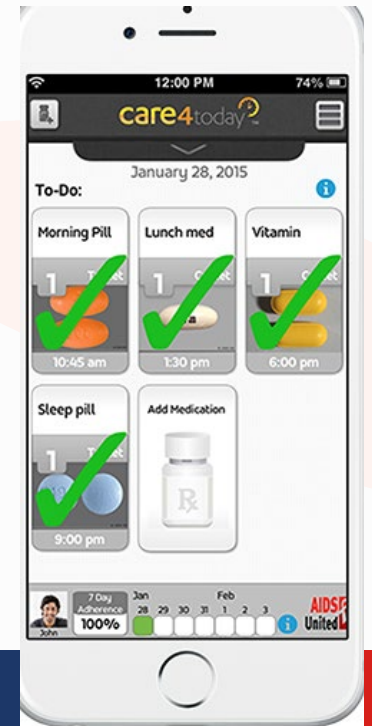 12:00 PM 74%
care4today™
January 28, 2015
To-Do:
Morning Pill Lunch med Vitamin
1 1 1
10:45 am 1:30 pm 6:00 pm
Sleep pill Add Medication
1
Rx
9:00 pm
7 Day Adherence
100%
Jan Feb
28 29 30 31 1 2 3
John
AIDS
United